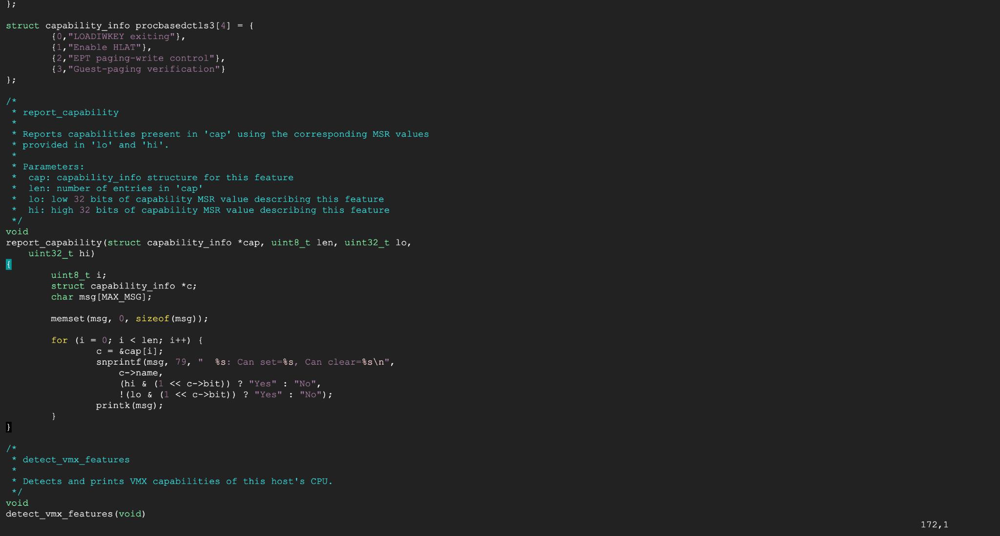 };

struct capability_info procbasedctls3[4] = {
        {0,"LOADIWKEY exiting"},
        {1,"Enable HLAT"},
        {2,"EPT paging-write control"},
        {3,"Guest-paging verification"}
};

/*
 * report_capability
 *
 * Reports capabilities present in 'cap' using the corresponding MSR values
 * provided in 'lo' and 'hi'.
 *
 * Parameters:
 *  cap: capability_info structure for this feature
 *  len: number of entries in 'cap'
 *  lo: low 32 bits of capability MSR value describing this feature
 *  hi: high 32 bits of capability MSR value describing this feature
 */
void
report_capability(struct capability_info *cap, uint8_t len, uint32_t lo,
    uint32_t hi)
{
        uint8_t i;
        struct capability_info *c;
        char msg[MAX_MSG];

        memset(msg, 0, sizeof(msg));

        for (i = 0; i < len; i++) {
                c = &cap[i];
                snprintf(msg, 79, "  %s: Can set=%s, Can clear=%s\n",
                    c->name,
                    (hi & (1 << c->bit)) ? "Yes" : "No",
                    !(lo & (1 << c->bit)) ? "Yes" : "No");
                printk(msg);
        }
}

/*
 * detect_vmx_features
 *
 * Detects and prints VMX capabilities of this host's CPU.
 */
void
detect_vmx_features(void)
172,1